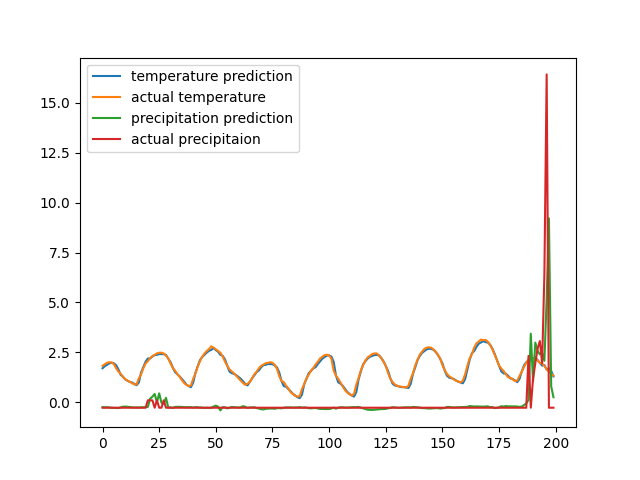 temperature prediction
actual temperature
precipitation prediction
actual precipitaion
15.0
12.5
10.0
7.5
5.0
2.5
0.0
0 25 50 75 100 125 150 175 200